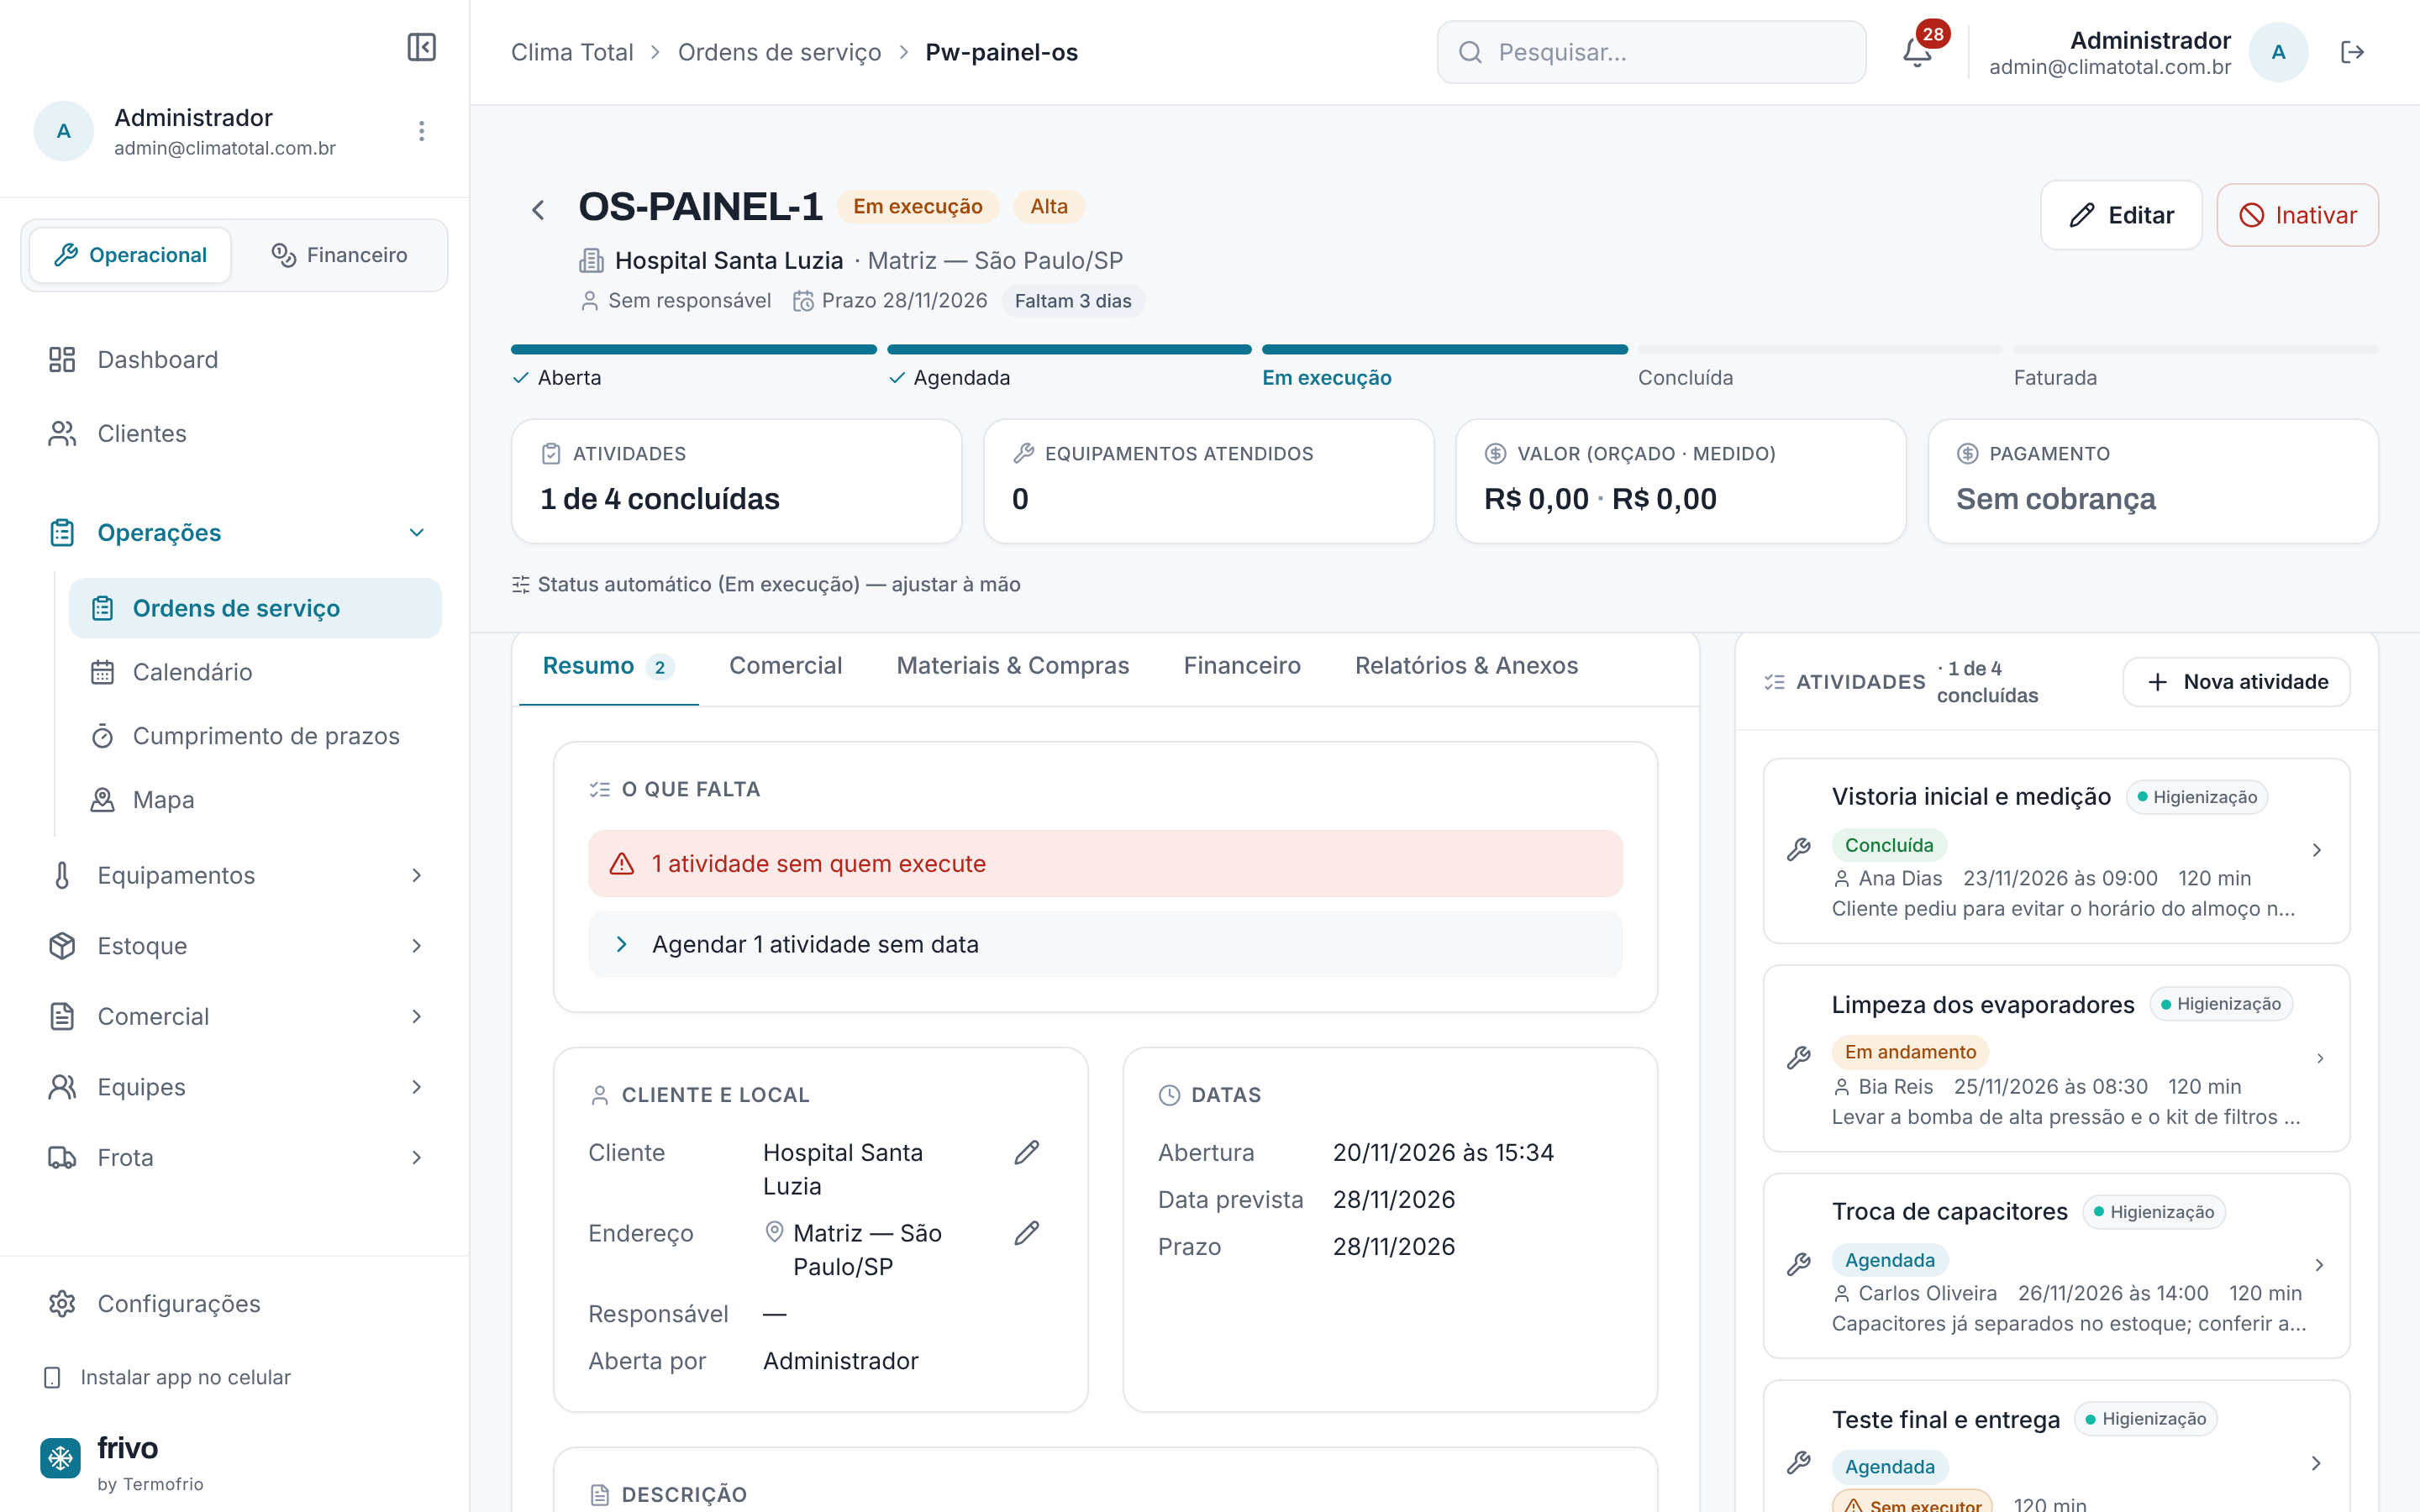 Clima Total
Ordens de serviço
Pw-painel-os
Pesquisar...
28
Administrador
admin@climatotal.com.br
A
A
Administrador
admin@climatotal.com.br
Operacional
Financeiro
Dashboard
Clientes
Operações
Ordens de serviço
Calendário
Cumprimento de prazos
Mapa
Equipamentos
Estoque
Comercial
Equipes
Frota
Configurações
Instalar app no celular
frivo
by Termofrio
OS-PAINEL-1
Em execução
Alta
Hospital Santa Luzia · Matriz — São Paulo/SP
Sem responsável
Prazo 28/11/2026
Faltam 3 dias
Editar
Inativar
Aberta
Agendada
Em execução
Concluída
Faturada
ATIVIDADES
1 de 4 concluídas
EQUIPAMENTOS ATENDIDOS
0
VALOR (ORÇADO · MEDIDO)
R$ 0,00 · R$ 0,00
PAGAMENTO
Sem cobrança
Status automático (Em execução) — ajustar à mão
Resumo 2
Comercial
Materiais & Compras
Financeiro
Relatórios & Anexos
O QUE FALTA
1 atividade sem quem execute
Agendar 1 atividade sem data
CLIENTE E LOCAL
Cliente
Hospital Santa
Luzia
Endereço
Matriz — São
Paulo/SP
Responsável
—
Aberta por
Administrador
DATAS
Abertura
20/11/2026 às 15:34
Data prevista
28/11/2026
Prazo
28/11/2026
DESCRIÇÃO
ATIVIDADES
· 1 de 4
concluídas
Nova atividade
Vistoria inicial e medição
Higienização
Concluída
Ana Dias 23/11/2026 às 09:00 120 min
Cliente pediu para evitar o horário do almoço n...
Limpeza dos evaporadores
Higienização
Em andamento
Bia Reis 25/11/2026 às 08:30 120 min
Levar a bomba de alta pressão e o kit de filtros ...
Troca de capacitores
Higienização
Agendada
Carlos Oliveira 26/11/2026 às 14:00 120 min
Capacitores já separados no estoque; conferir a...
Teste final e entrega
Higienização
Agendada
Sem executor 120 min